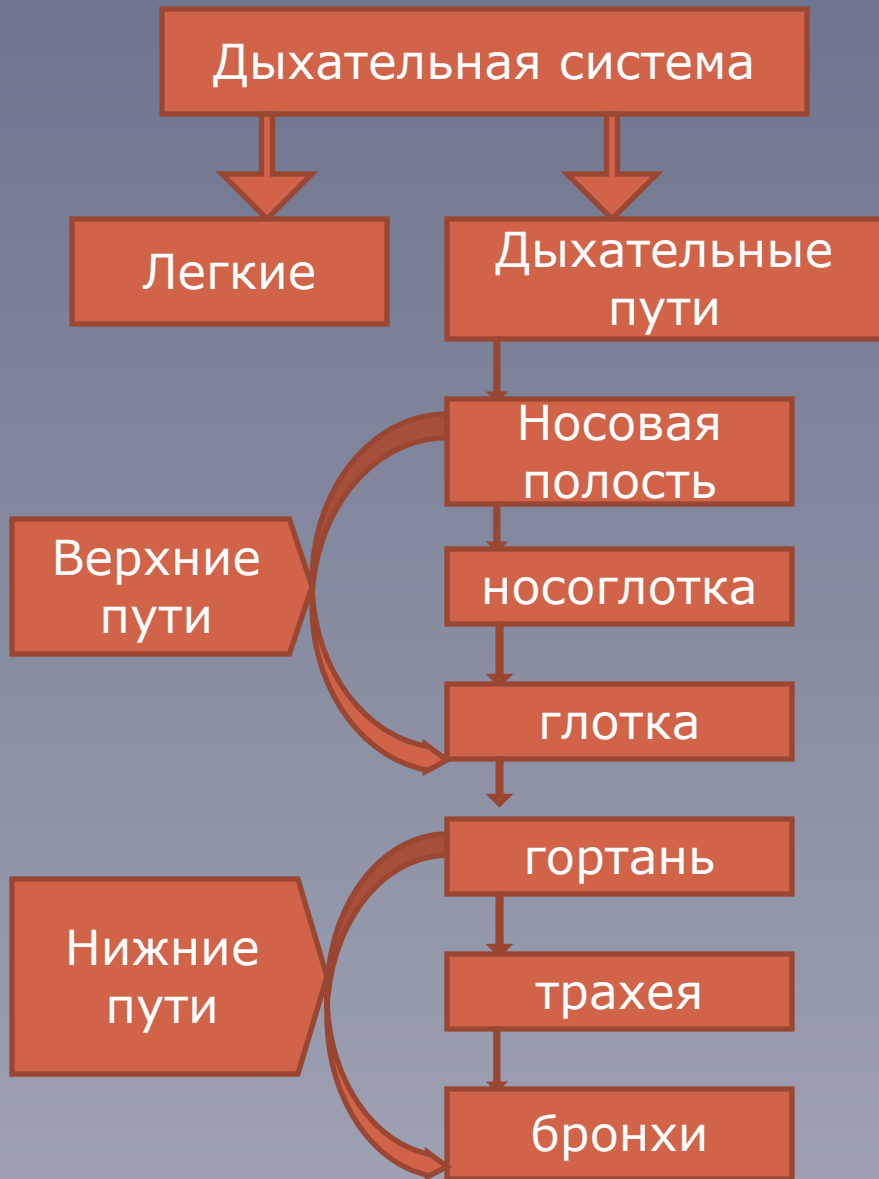 Дыхательная система
Легкие
Дыхательные
пути
Носовая
полость
Верхние
пути
носоглотка
глотка
гортань
Нижние
пути
трахея
бронхи